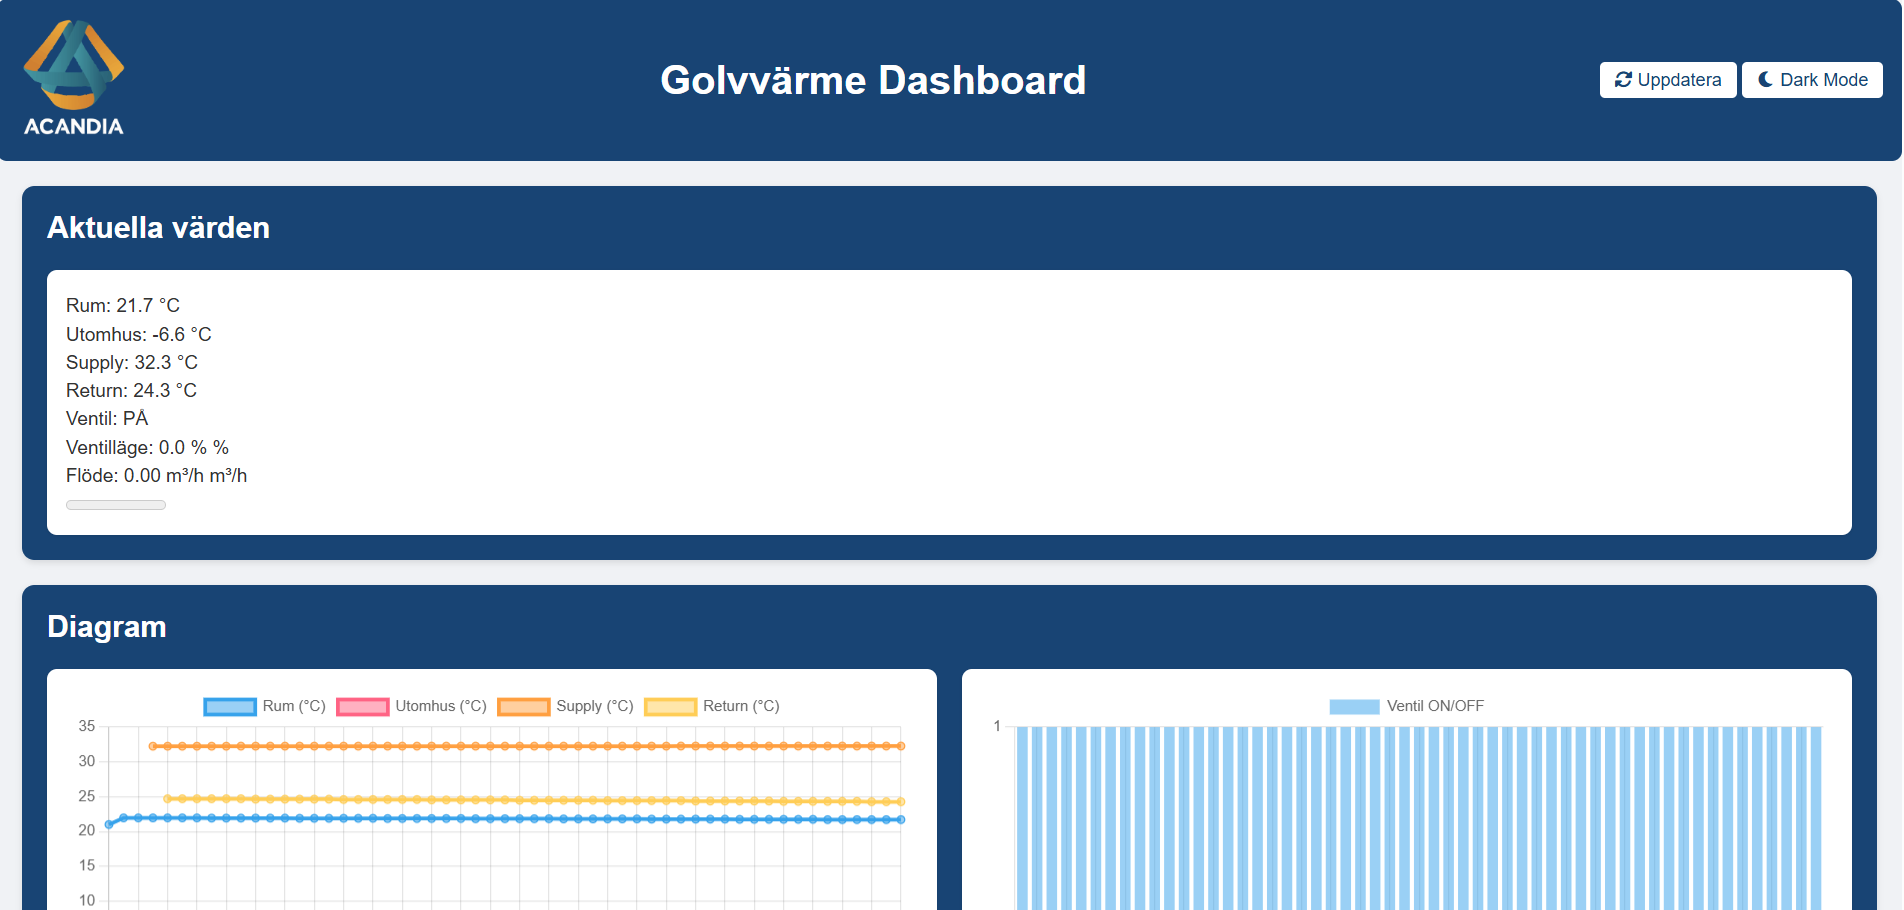 ACANDIA
Golvvärme Dashboard
Uppdatera
Dark Mode
Aktuella värden
Rum: 21.7 °C
Utomhus: -6.6 °C
Supply: 32.3 °C
Return: 24.3 °C
Ventil: PÅ
Ventilläge: 0.0 % %
Flöde: 0.00 m³/h m³/h
Diagram
Rum (°C) Utomhus (°C) Supply (°C) Return (°C)
35
30
25
20
15
10
Ventil ON/OFF
1